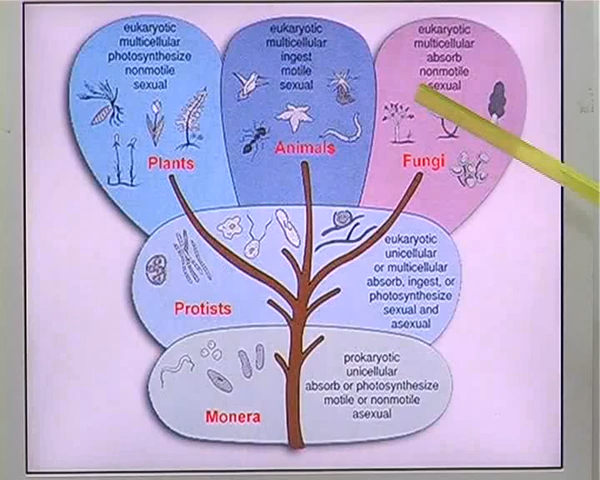 eukaryotic
multicellular
photosynthesize
nonmotile
sexual
Plants
eukaryotic
multicellular
ingest
motile
sexual
Animals
eukaryotic
multicellular
absorb
nonmotile
sexual
Fungi
Protists
eukaryotic
unicellular
or multicellular
absorb, ingest, or
photosynthesize
sexual and
asexual
Monera
prokaryotic
unicellular
absorb or photosynthesize
motile or nonmotile
asexual